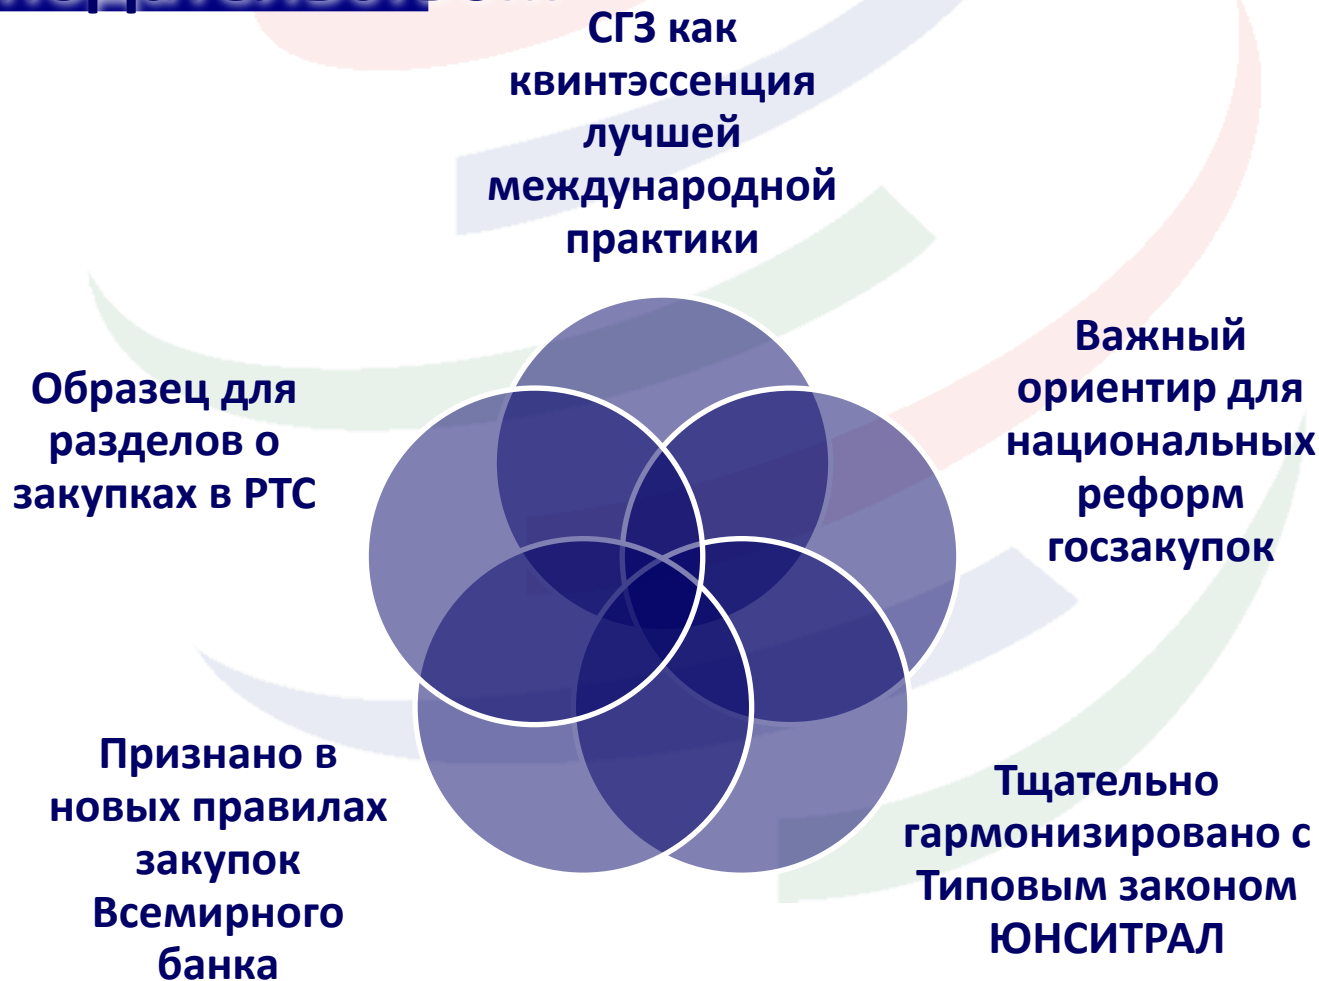 СГЗ как
квинтэссенция
лучшей
международной
практики
Важный
ориентир для
национальных
реформ
госзакупок
Образец для
разделов о
закупках в РТС
Признано в
новых правилах
закупок
Всемирного
банка
Тщательно
гармонизировано с
Типовым законом
ЮНСИТРАЛ